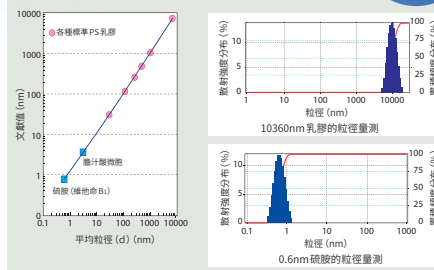 10000
1000
100
10
1
0
文獻值 (nm)
各種標準PS乳膠
膽汁酸微胞
硫胺 (維他命B₁)
0.1 1 10 100 1000 10000
平均粒徑 (d) (nm)
散射強度分布 (%)
10
5
0
100
75
50
25
0
1 10 100 1000 10000
粒徑 (nm)
10360nm乳膠的粒徑量測
散射強度分布 (%)
10
5
0
100
75
50
25
0
0.1 1 10 100 1000
粒徑 (nm)
0.6nm硫胺的粒徑量測